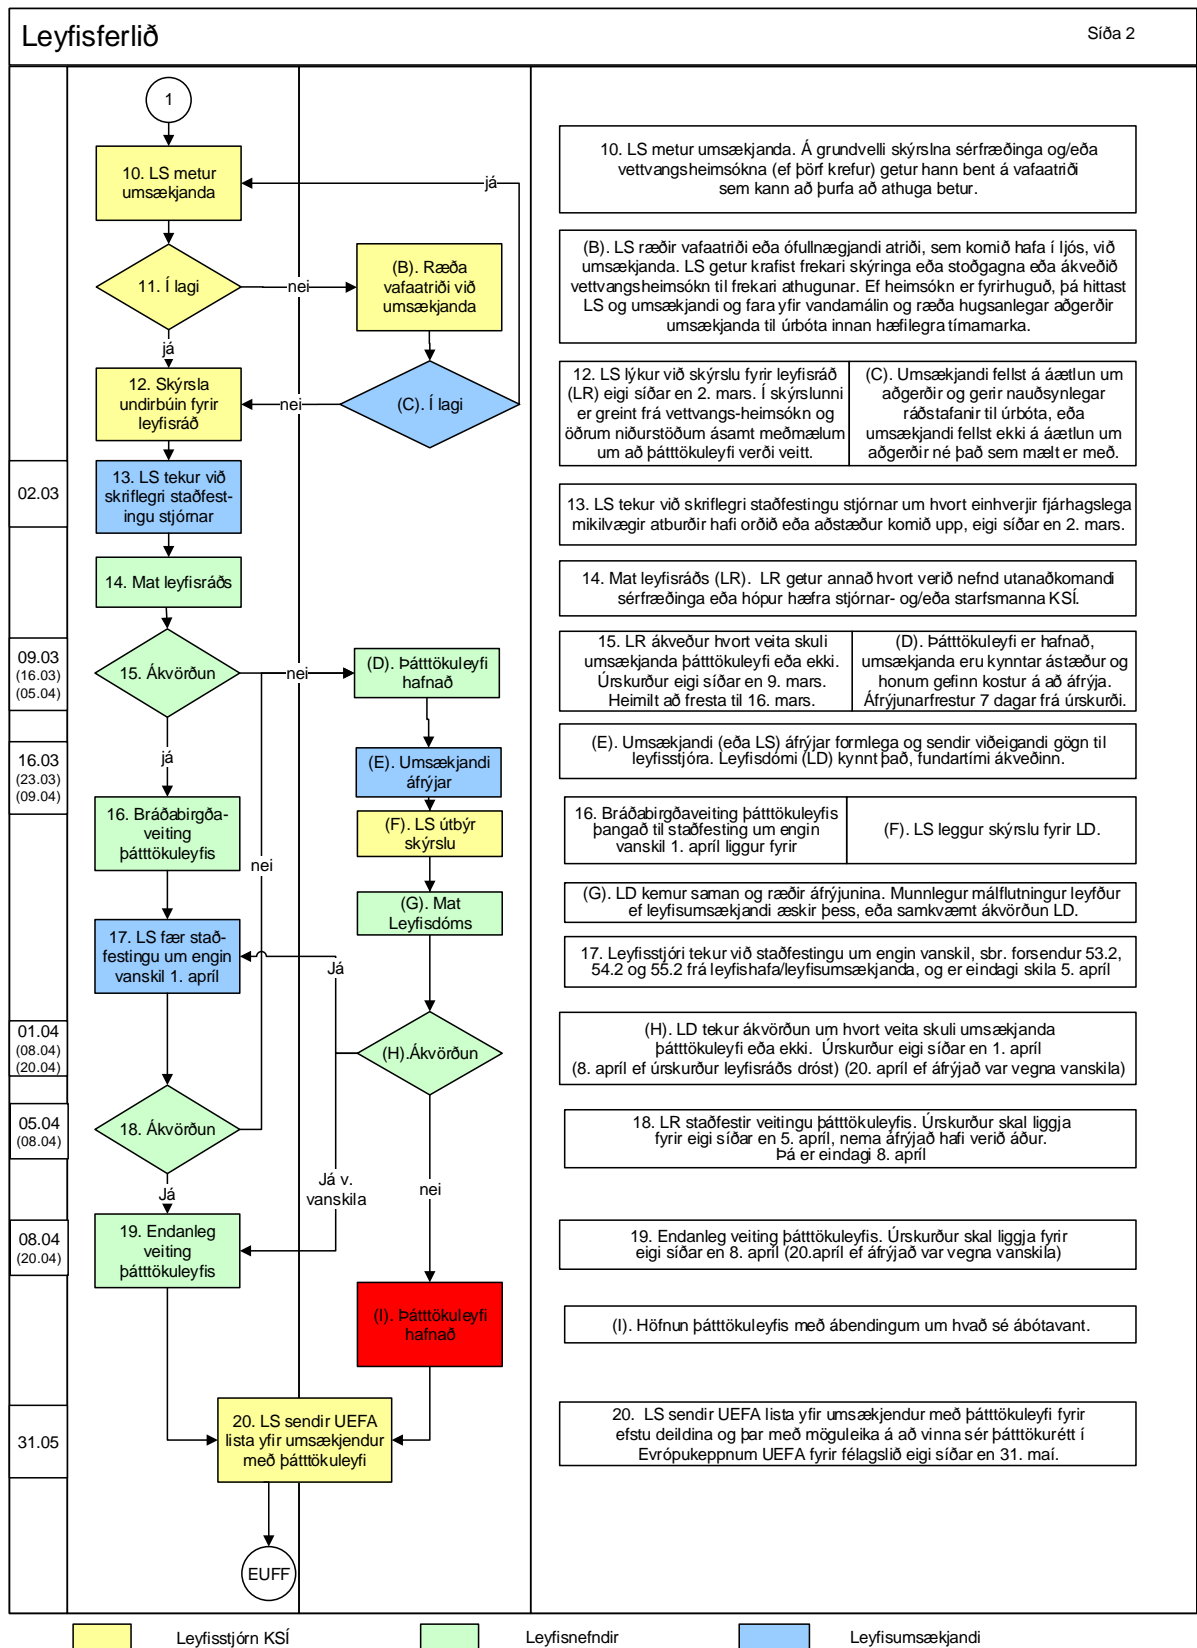 Leyfisferlið
Síða 2
1
10. LS metur
umsækjanda
já
10. LS metur umsækjanda. Á grundvelli skýrslna sérfræðinga og/eða
vettvangsheimsókna (ef þörf krefur) getur hann bent á vafaatriði
sem kann að þurfa að athuga betur.
11. Í lagi
nei
(B). Ræða
vafaatriði við
umsækjanda
(B). LS ræðir vafaatriði eða ófullnægjandi atriði, sem komið hafa í ljós, við
umsækjanda. LS getur krafist frekari skýringa eða stoðgagna eða ákveðið
vettvangsheimsókn til frekari athugunar. Ef heimsókn er fyrirhuguð, þá hittast
LS og umsækjandi og fara yfir vandamálin og ræða hugsanlegar aðgerðir
umsækjanda til úrbóta innan hæfilegra tímamarka.
já
12. Skýrsla
undirbúin fyrir
leyfisráð
nei
(C). Í lagi
12. LS lýkur við skýrslu fyrir leyfisráð
(LR) eigi síðar en 2. mars. Í skýrslunni
er greint frá vettvangs-heimsókn og
öðrum niðurstöðum ásamt meðmælum
um að þátttökuleyfi verði veitt.
(C). Umsækjandi fellst á áætlun um
aðgerðir og gerir nauðsynlegar
ráðstafanir til úrbóta, eða
umsækjandi fellst ekki á áætlun um
aðgerðir né það sem mælt er með.
02.03
13. LS tekur við
skriflegri staðfest-
ingu stjórnar
13. LS tekur við skriflegri staðfestingu stjórnar um hvort einhverjir fjárhagslega
mikilvægir atburðir hafi orðið eða aðstæður komið upp, eigi síðar en 2. mars.
14. Mat leyfisráðs
14. Mat leyfisráðs (LR). LR getur annað hvort verið nefnd utanaðkomandi
sérfræðinga eða hópur hæfra stjórnar- og/eða starfsmanna KSÍ.
09.03
(16.03)
(05.04)
15. Ákvörðun
nei
(D). Þátttökuleyfi
hafnað
15. LR ákveður hvort veita skuli
umsækjanda þátttökuleyfi eða ekki.
Úrskurður eigi síðar en 9. mars.
Heimilt að fresta til 16. mars.
(D). Þátttökuleyfi er hafnað,
umsækjanda eru kynntar ástæður og
honum gefinn kostur á að áfrýja.
Áfrýjunarfrestur 7 dagar frá úrskurði.
16.03
(23.03)
(09.04)
já
(E). Umsækjandi
áfrýjar
(E). Umsækjandi (eða LS) áfrýjar formlega og sendir viðeigandi gögn til
leyfisstjóra. Leyfisdómi (LD) kynnt það, fundartími ákveðinn.
16. Bráðabirgða-
veiting
þátttökuleyfis
nei
(F). LS útbýr
skýrslu
16. Bráðabirgðaveiting þátttökuleyfis
þangað til staðfesting um engin
vanskil 1. apríl liggur fyrir
(F). LS leggur skýrslu fyrir LD.
(G). Mat
Leyfisdóms
(G). LD kemur saman og ræðir áfrýjunina. Munnlegur málflutningur leyfður
ef leyfisumsækjandi æskir þess, eða samkvæmt ákvörðun LD.
17. LS fær stað-
festingu um engin
vanskil 1. apríl
Já
17. Leyfisstjóri tekur við staðfestingu um engin vanskil, sbr. forsendur 53.2,
54.2 og 55.2 frá leyfishafa/leyfisumsækjanda, og er eindagi skila 5. apríl
01.04
(08.04)
(20.04)
(H).Ákvörðun
(H). LD tekur ákvörðun um hvort veita skuli umsækjanda
þátttökuleyfi eða ekki. Úrskurður eigi síðar en 1. apríl
(8. apríl ef úrskurður leyfisráðs dróst) (20. apríl ef áfrýjað var vegna vanskila)
05.04
(08.04)
18. Ákvörðun
18. LR staðfestir veitingu þátttökuleyfis. Úrskurður skal liggja
fyrir eigi síðar en 5. apríl, nema áfrýjað hafi verið áður.
Þá er eindagi 8. apríl
Já
Já v.
vanskila
nei
08.04
(20.04)
19. Endanleg
veiting
þátttökuleyfis
19. Endanleg veiting þátttökuleyfis. Úrskurður skal liggja fyrir
eigi síðar en 8. apríl (20.apríl ef áfrýjað var vegna vanskila)
(I). Þátttökuleyfi
hafnað
(I). Höfnun þátttökuleyfis með ábendingum um hvað sé ábótavant.
31.05
20. LS sendir UEFA
lista yfir umsækjendur
með þátttökuleyfi
20. LS sendir UEFA lista yfir umsækjendur með þátttökuleyfi fyrir
efstu deildina og þar með möguleika á að vinna sér þátttökurétt í
Evrópukeppnum UEFA fyrir félagslið eigi síðar en 31. maí.
EUFF
Leyfisstjórn KSÍ
Leyfisnefndir
Leyfisumsækjandi